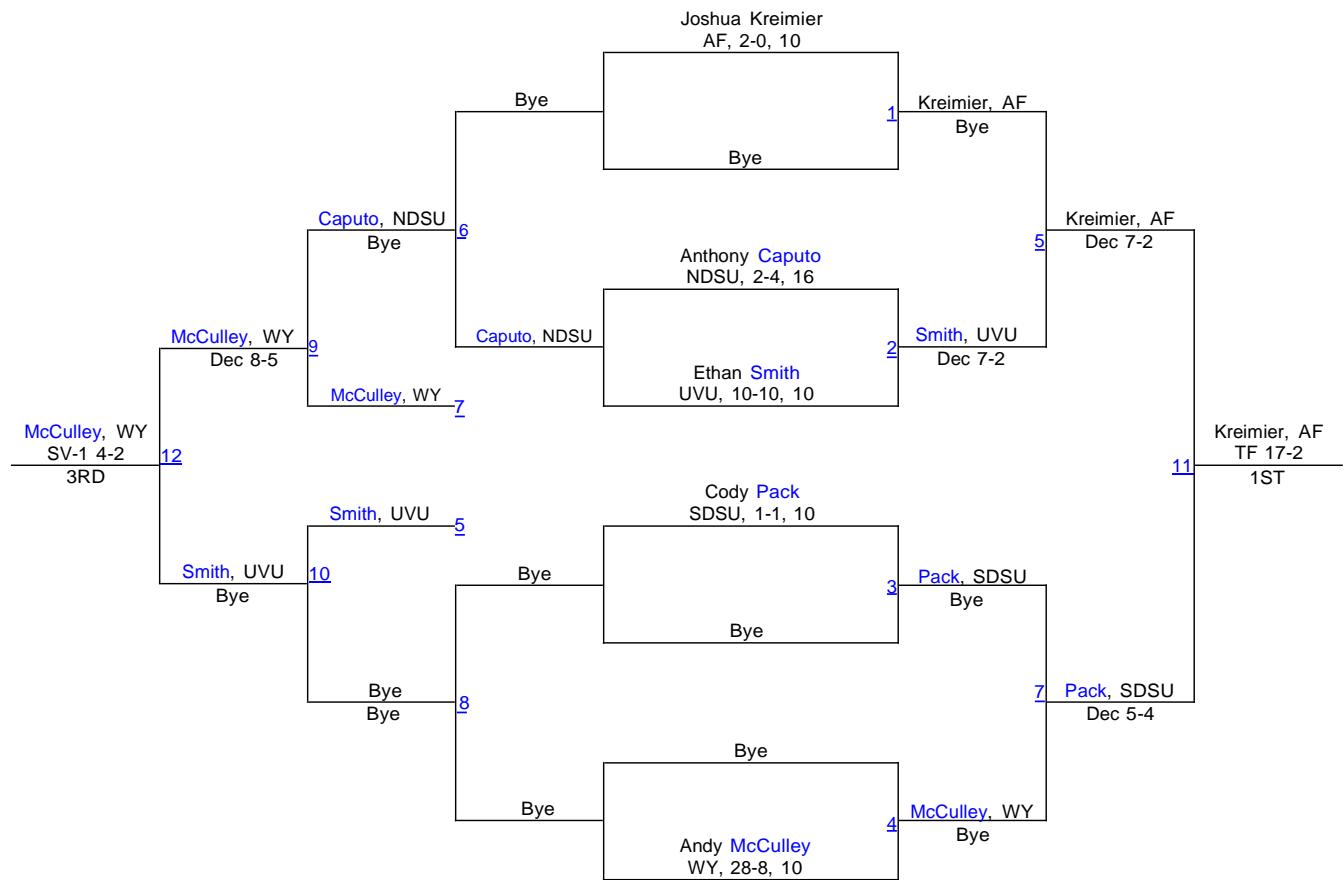 Joshua Kreimier
AF, 2-0, 10
Bye
1
Kreimier, AF
Bye
Bye
Caputo, NDSU
Bye
6
Kreimier, AF
Dec 7-2
5
Anthony Caputo
NDSU, 2-4, 16
McCulley, WY
Dec 8-5
9
Caputo, NDSU
2
Smith, UVU
Dec 7-2
Ethan Smith
UVU, 10-10, 10
McCulley, WY
7
McCulley, WY
SV-1 4-2
3RD
12
Kreimier, AF
TF 17-2
1ST
11
Cody Pack
SDSU, 1-1, 10
Smith, UVU
5
Smith, UVU
Bye
10
Bye
3
Pack, SDSU
Bye
Bye
Bye
Bye
8
7
Pack, SDSU
Dec 5-4
Bye
Bye
4
McCulley, WY
Bye
Andy McCulley
WY, 28-8, 10